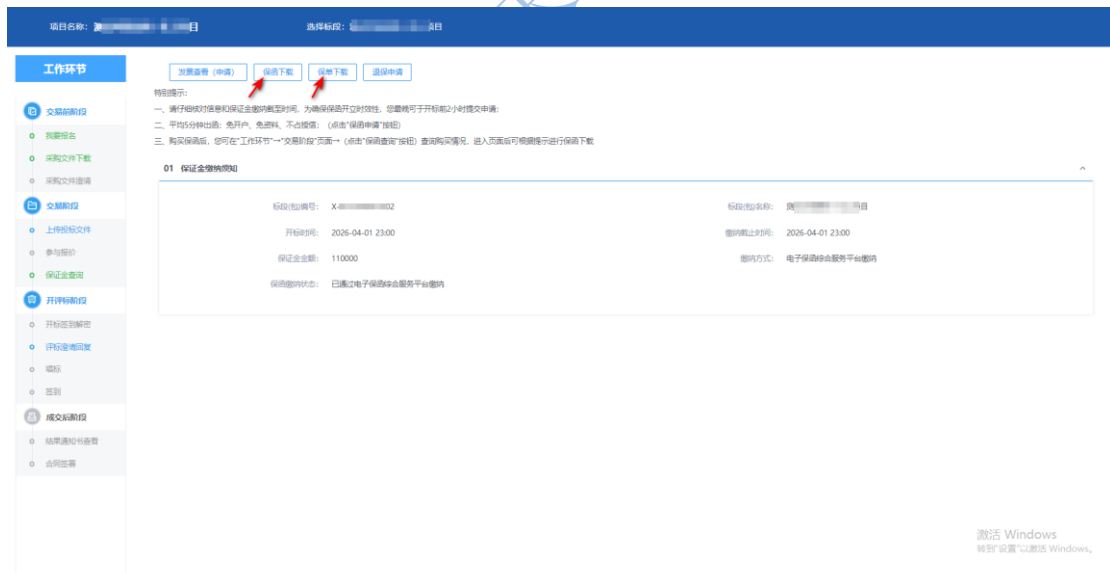 项目名称:
选择标段:
工作环节
发票查看（申请）
保函下载
保单下载
退保申请
特别提示:
一、请仔细核对信息和保证金缴纳截至时间，为确保保函开立时效性，您最晚可于开标前2小时提交申请;
二、平均5分钟出函；免开户、免资料、不占授信；（点击"保函申请"按钮）
三、购买保函后，您可在"工作环节"→"交易阶段"页面→（点击"保函查询"按钮）查询购买情况，进入页面后可根据提示进行保函下载
交易前阶段
我要报名
采购文件下载
采购文件澄清
交易阶段
上传投标文件
参与报价
保证金查询
开评标阶段
开标签到解密
评标澄清回复
唱标
签到
成交后阶段
结果通知书查看
合同签署
01 保证金缴纳须知
标段(包)编号: X- 02
标段(包)名称: 目
开标时间: 2026-04-01 23:00
缴纳截止时间: 2026-04-01 23:00
保证金金额: 110000
缴纳方式: 电子保函综合服务平台缴纳
保函缴纳状态: 已通过电子保函综合服务平台缴纳
激活 Windows
转到"设置"以激活 Windows。